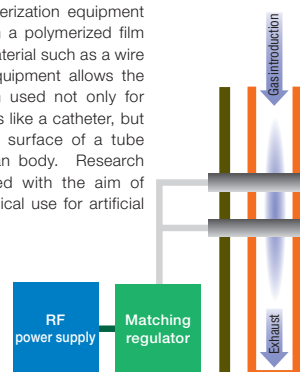 erization equipment
n a polymerized film
aterial such as a wire
quipment allows the
n used not only for
s like a catheter, but
surface of a tube
an body. Research
ed with the aim of
ical use for artificial
Gas introduction
RF
power supply
Matching
regulator
Exhaust